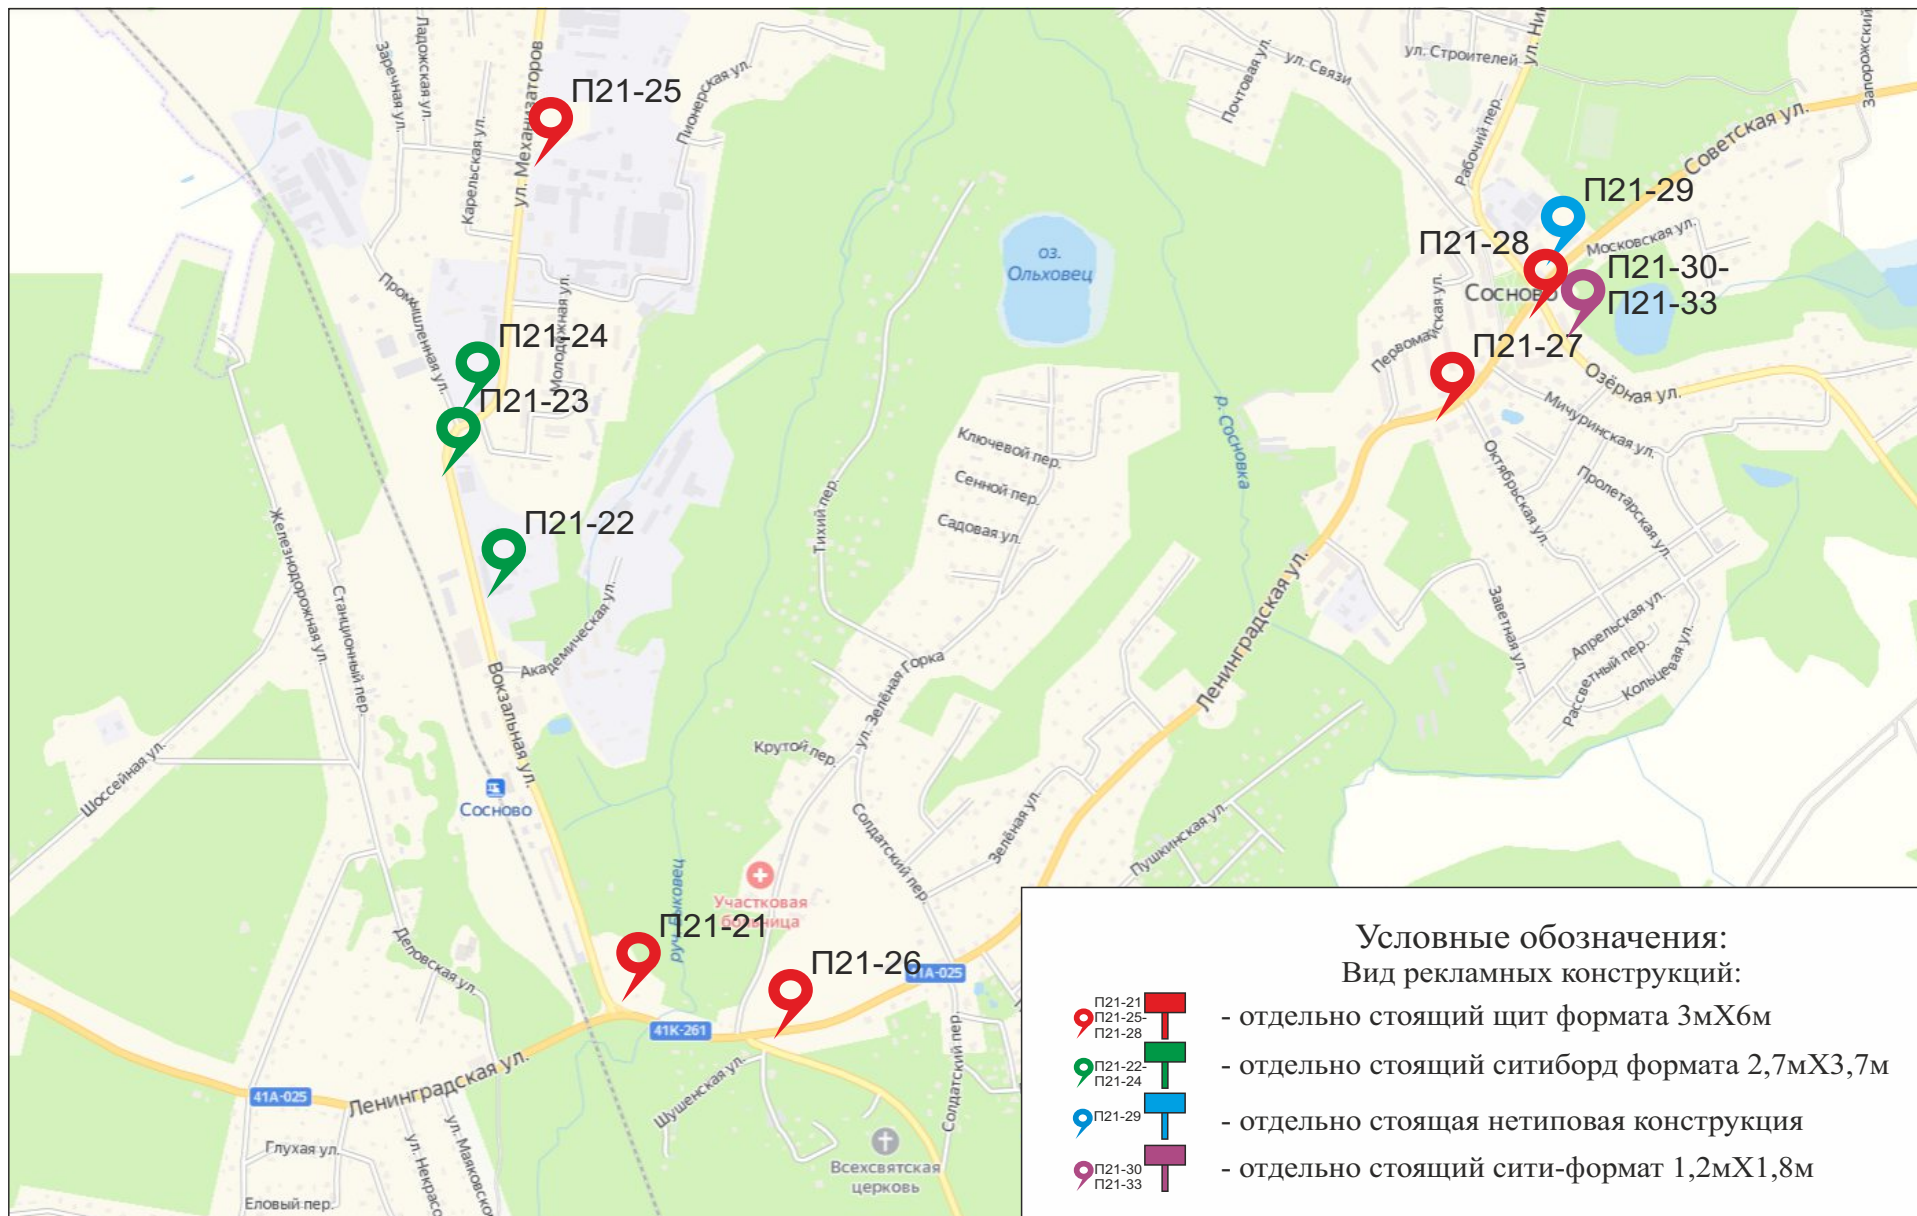 Заречная ул.
Ладожская ул.
Карельская ул.
ул. Механизаторов
П21-25
Пионерская ул.
Почтовая ул.
ул. Связи
ул. Строителей
Рабочий пер.
Советская ул.
Запорожский
П21-29
Московская ул.
П21-28
П21-30-
П21-33
Сосново
оз.
Ольховец
Промышленная ул.
Молодёжная ул.
П21-24
П21-23
П21-22
П21-27
Первомайская ул.
Озёрная ул.
Мичуринская ул.
Октябрьская ул.
Пролетарская ул.
р. Сосновка
Ключевой пер.
Сенной пер.
Садовая ул.
Тихий пер.
Железнодорожная ул.
Станционный пер.
Академическая ул.
Вокзальная ул.
Ленинградская ул.
Заветная ул.
Апрельская ул.
Рассветный пер.
Кольцевая ул.
ул. Зелёная Горка
Крутой пер.
Шоссейная ул.
Сосново
Солдатский пер.
Зелёная ул.
Пушкинская ул.
руч. Быковец
Участковая
больница
П21-21
П21-26
41А-025
41К-261
Деловская ул.
Солдатский пер.
41А-025
Ленинградская ул.
Шушенская ул.
Глухая ул.
Еловый пер.
Всехсвятская
церковь
Условные обозначения:
Вид рекламных конструкций:
П21-21
П21-25-
П21-28
- отдельно стоящий щит формата 3мХ6м
П21-22-
П21-24
- отдельно стоящий ситиборд формата 2,7мХ3,7м
П21-29
- отдельно стоящая нетиповая конструкция
П21-30
П21-33
- отдельно стоящий сити-формат 1,2мХ1,8м